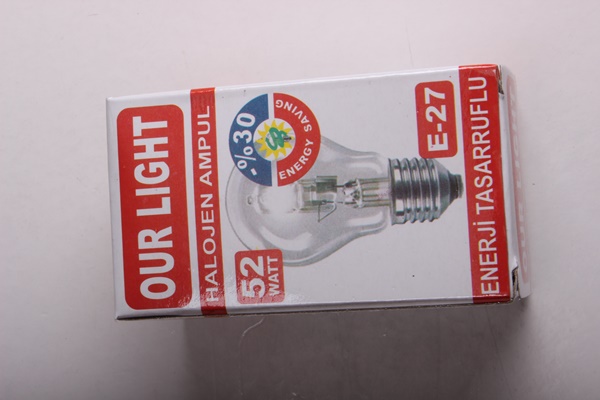 OUR LIGHT
HALOJEN AMPUL
-%30
ENERGY SAVING
52
WATT
E-27
ENERJİ TASARRUFLU